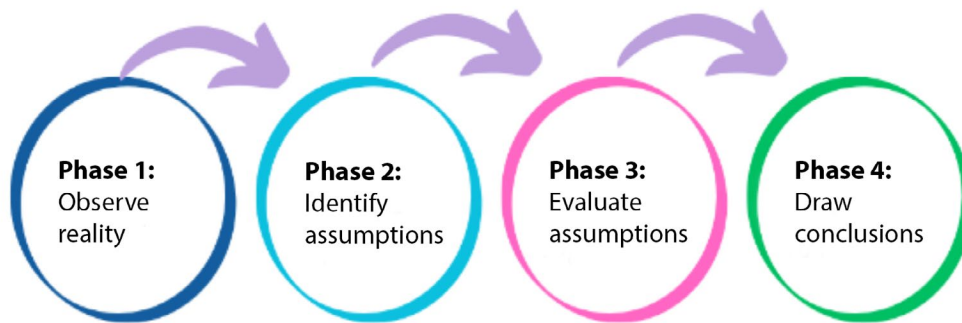 Phase 1:
Observe
reality
Phase 2:
Identify
assumptions
Phase 3:
Evaluate
assumptions
Phase 4:
Draw
conclusions